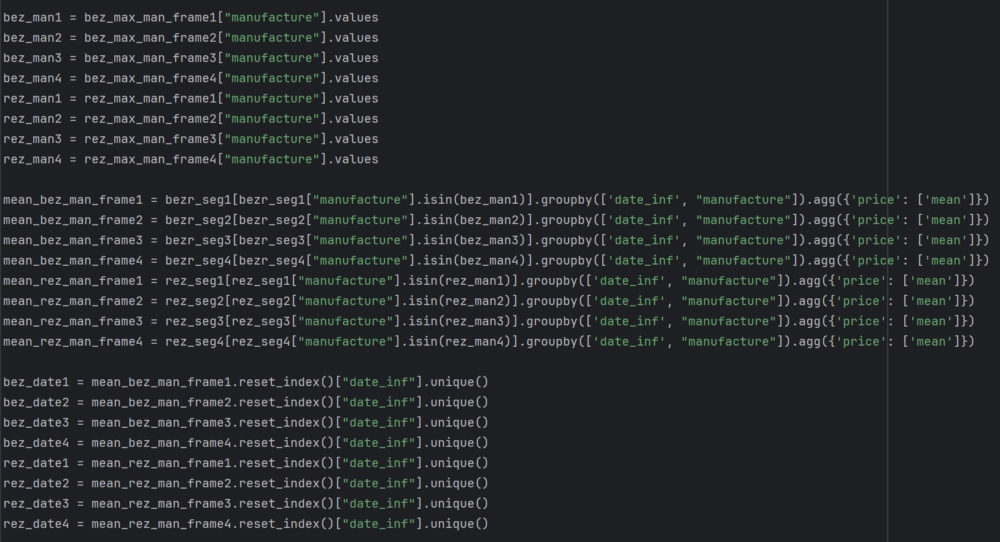 bez_man1 = bez_max_man_frame1["manufacture"].values
bez_man2 = bez_max_man_frame2["manufacture"].values
bez_man3 = bez_max_man_frame3["manufacture"].values
bez_man4 = bez_max_man_frame4["manufacture"].values
rez_man1 = rez_max_man_frame1["manufacture"].values
rez_man2 = rez_max_man_frame2["manufacture"].values
rez_man3 = rez_max_man_frame3["manufacture"].values
rez_man4 = rez_max_man_frame4["manufacture"].values
mean_bez_man_frame1 = bezr_seg1[bezr_seg1["manufacture"].isin(bez_man1)].groupby(['date_inf', "manufacture"]).agg({'price': ['mean']})
mean_bez_man_frame2 = bezr_seg2[bezr_seg2["manufacture"].isin(bez_man2)].groupby(['date_inf', "manufacture"]).agg({'price': ['mean']})
mean_bez_man_frame3 = bezr_seg3[bezr_seg3["manufacture"].isin(bez_man3)].groupby(['date_inf', "manufacture"]).agg({'price': ['mean']})
mean_bez_man_frame4 = bezr_seg4[bezr_seg4["manufacture"].isin(bez_man4)].groupby(['date_inf', "manufacture"]).agg({'price': ['mean']})
mean_rez_man_frame1 = rez_seg1[rez_seg1["manufacture"].isin(rez_man1)].groupby(['date_inf', "manufacture"]).agg({'price': ['mean']})
mean_rez_man_frame2 = rez_seg2[rez_seg2["manufacture"].isin(rez_man2)].groupby(['date_inf', "manufacture"]).agg({'price': ['mean']})
mean_rez_man_frame3 = rez_seg3[rez_seg3["manufacture"].isin(rez_man3)].groupby(['date_inf', "manufacture"]).agg({'price': ['mean']})
mean_rez_man_frame4 = rez_seg4[rez_seg4["manufacture"].isin(rez_man4)].groupby(['date_inf', "manufacture"]).agg({'price': ['mean']})
bez_date1 = mean_bez_man_frame1.reset_index()["date_inf"].unique()
bez_date2 = mean_bez_man_frame2.reset_index()["date_inf"].unique()
bez_date3 = mean_bez_man_frame3.reset_index()["date_inf"].unique()
bez_date4 = mean_bez_man_frame4.reset_index()["date_inf"].unique()
rez_date1 = mean_rez_man_frame1.reset_index()["date_inf"].unique()
rez_date2 = mean_rez_man_frame2.reset_index()["date_inf"].unique()
rez_date3 = mean_rez_man_frame3.reset_index()["date_inf"].unique()
rez_date4 = mean_rez_man_frame4.reset_index()["date_inf"].unique()